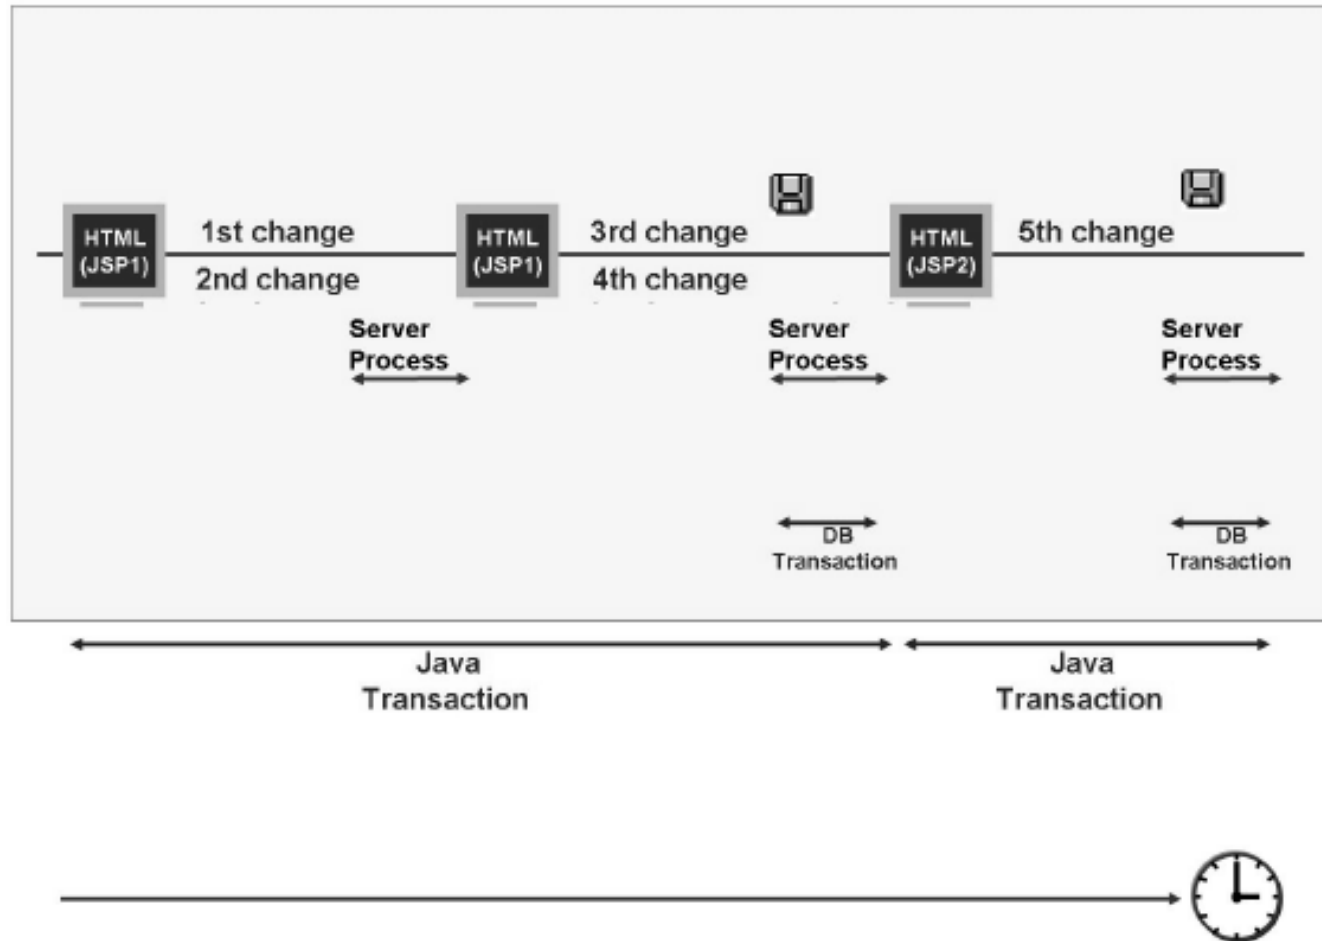 HTML
(JSP1)
1st change
2nd change
HTML
(JSP1)
3rd change
4th change
HTML
(JSP2)
5th change
Server
Process
Server
Process
Server
Process
DB
Transaction
DB
Transaction
Java
Transaction
Java
Transaction